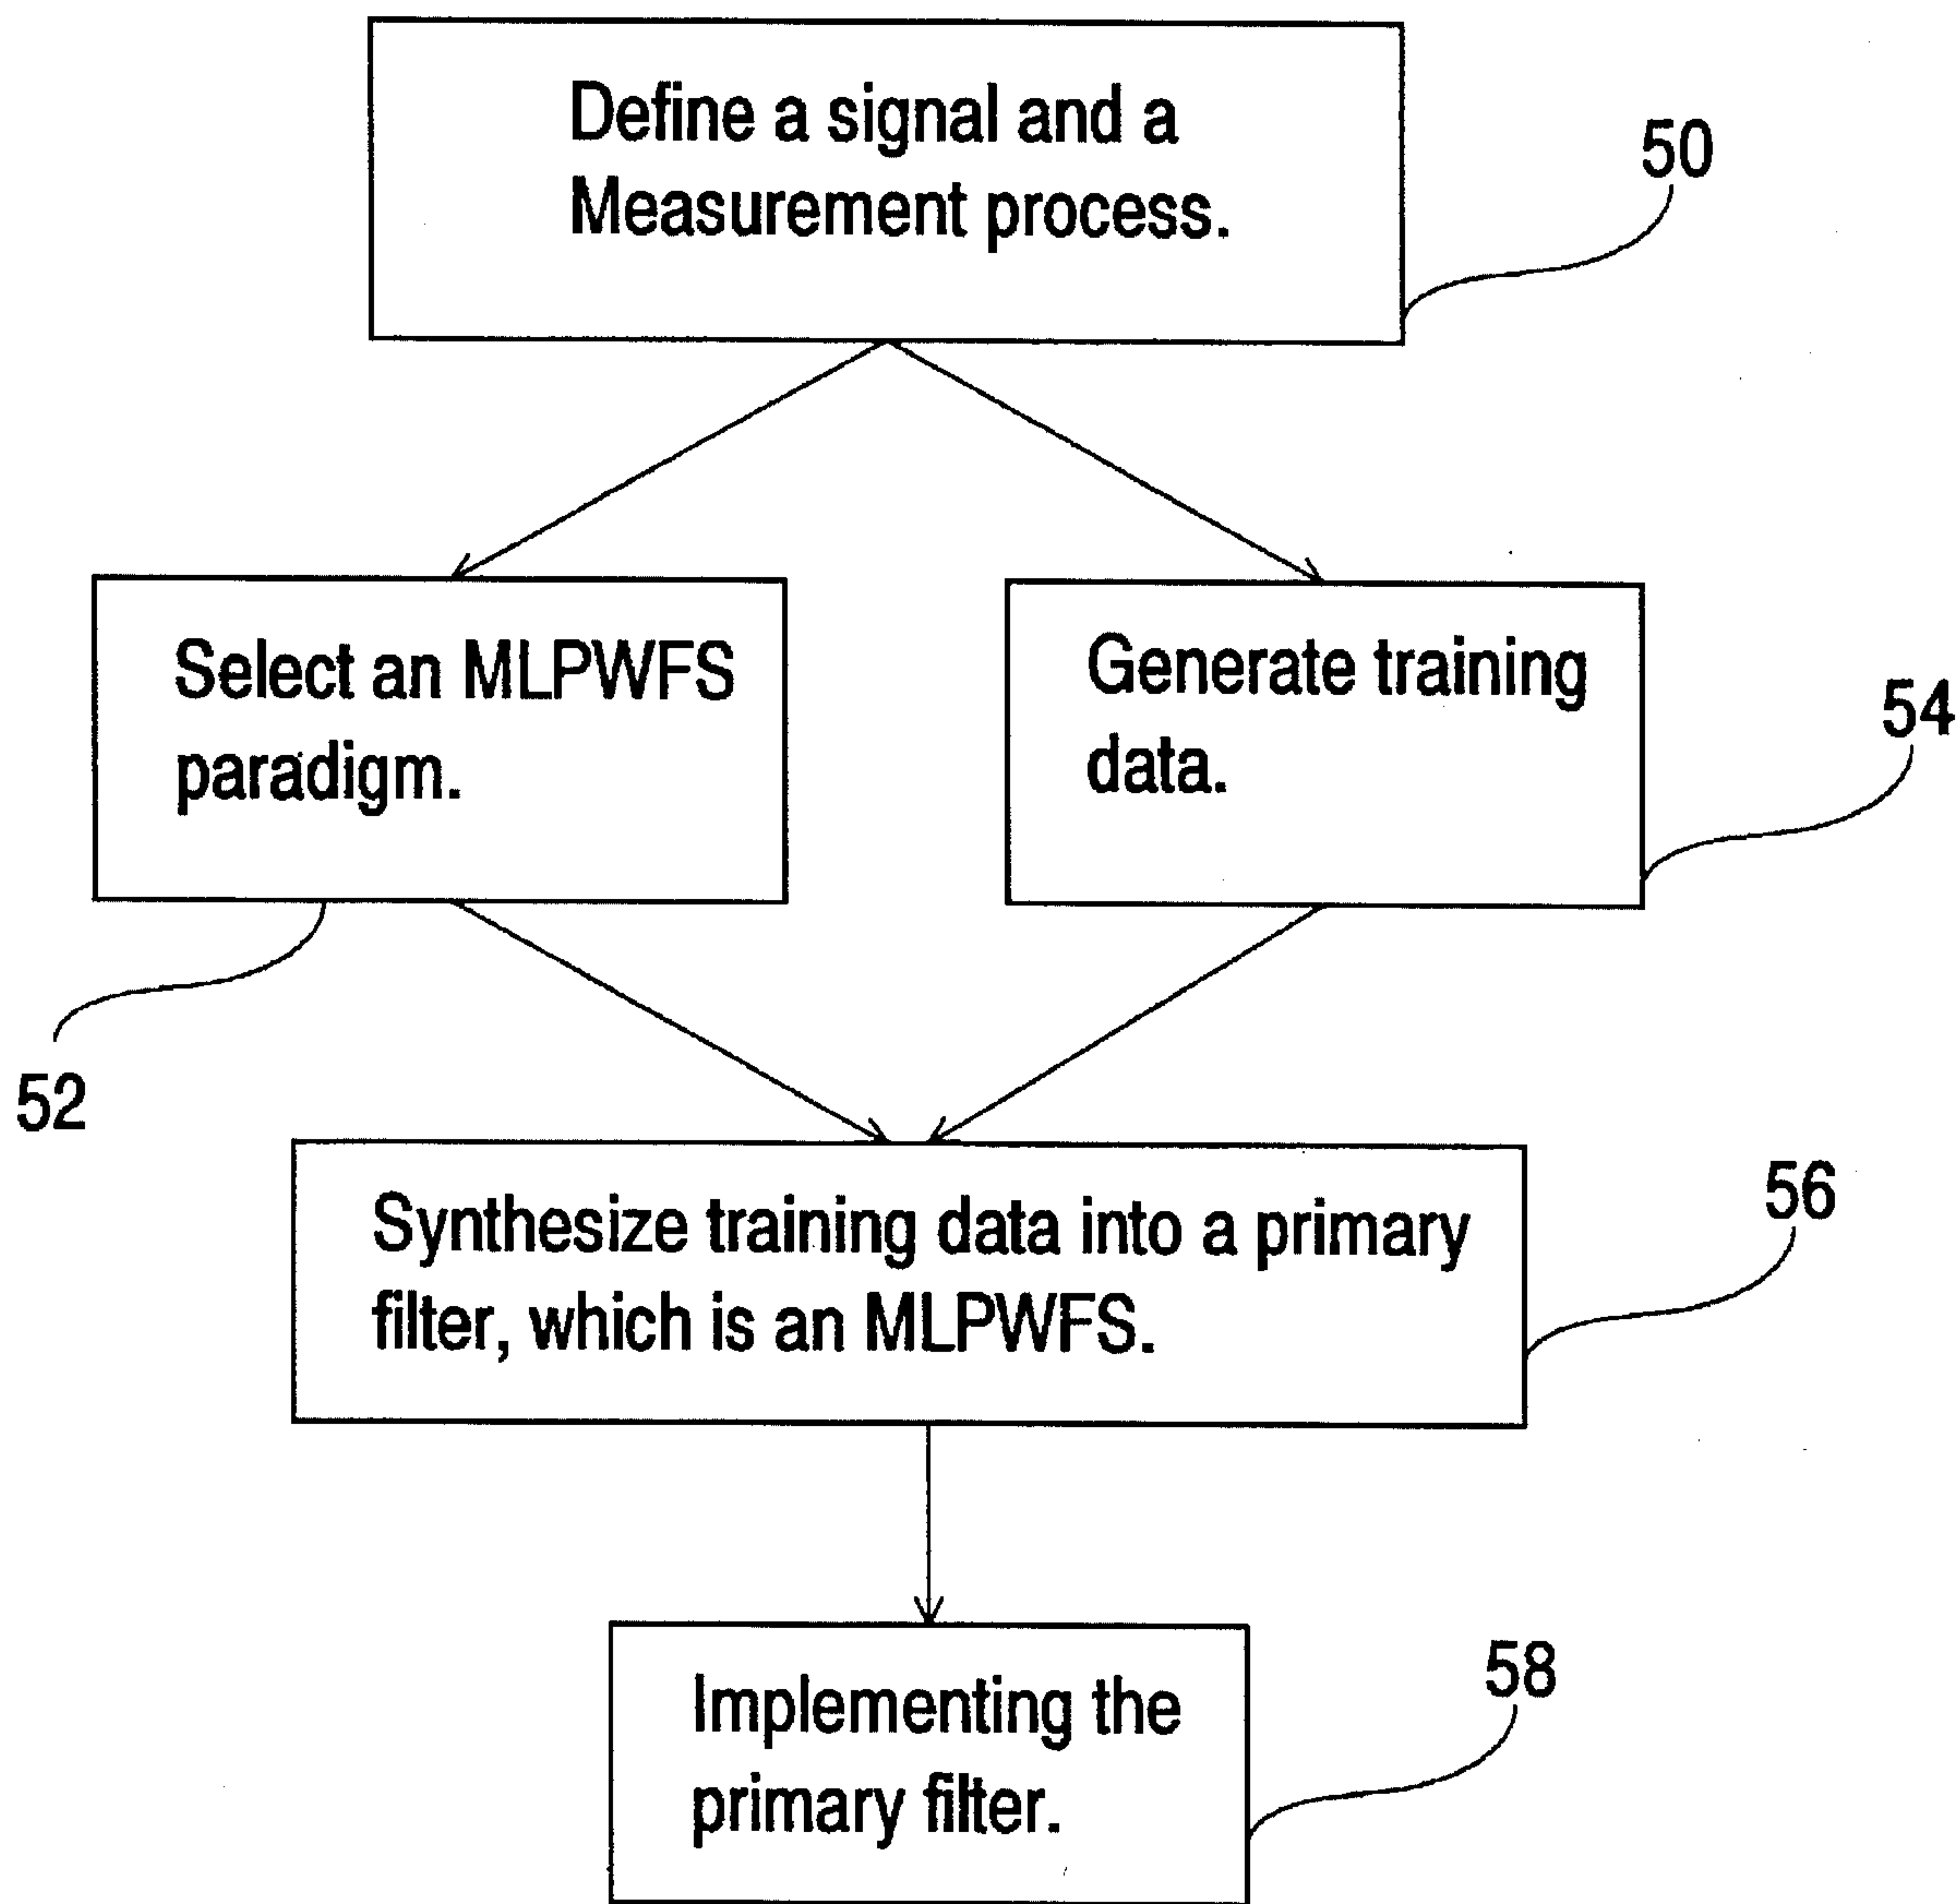 Define a signal and a
Measurement process.
50
Select an MLPWFS
paradigm.
Generate training
data.
54
52
Synthesize training data into a primary
filter, which is an MLPWFS.
56
Implementing the
primary filter.
58